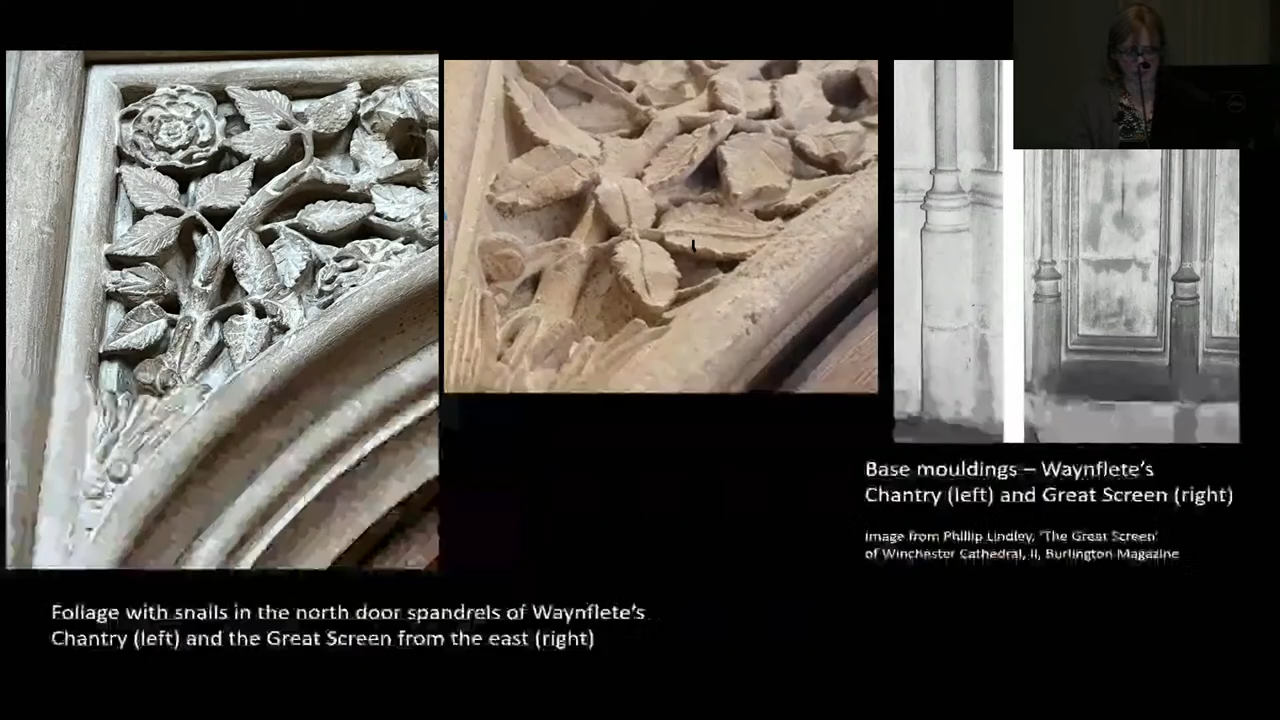 Base mouldings – Waynflete's
Chantry (left) and Great Screen (right)
Image from Phillip Lindley, 'The Great Screen'
of Winchester Cathedral, II, Burlington Magazine
Foliage with snails in the north door spandrels of Waynflete's
Chantry (left) and the Great Screen from the east (right)